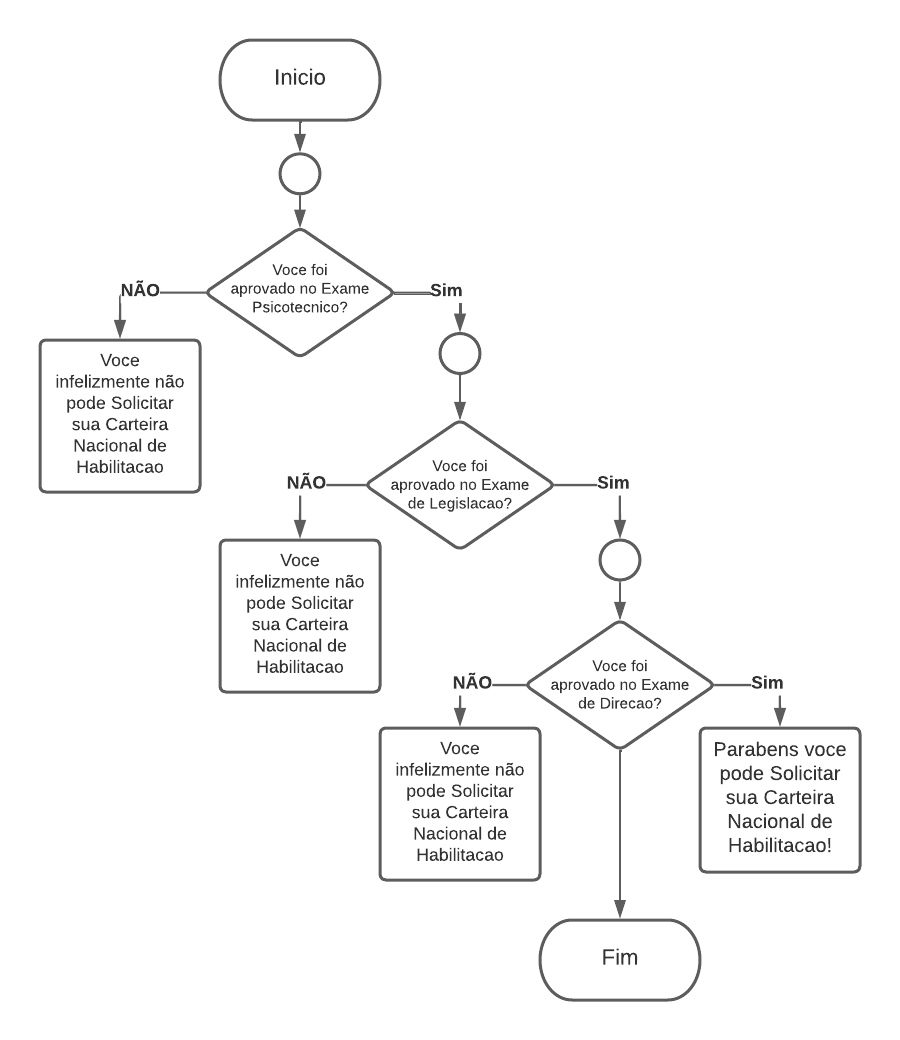 Inicio
Voce foi
aprovado no Exame
Psicotecnico?
NÃO
Sim
Voce
infelizmente não
pode Solicitar
sua Carteira
Nacional de
Habilitacao
Voce foi
aprovado no Exame
de Legislacao?
NÃO
Sim
Voce
infelizmente não
pode Solicitar
sua Carteira
Nacional de
Habilitacao
Voce foi
aprovado no Exame
de Direcao?
NÃO
Sim
Voce
infelizmente não
pode Solicitar
sua Carteira
Nacional de
Habilitacao
Parabens voce
pode Solicitar
sua Carteira
Nacional de
Habilitacao!
Fim